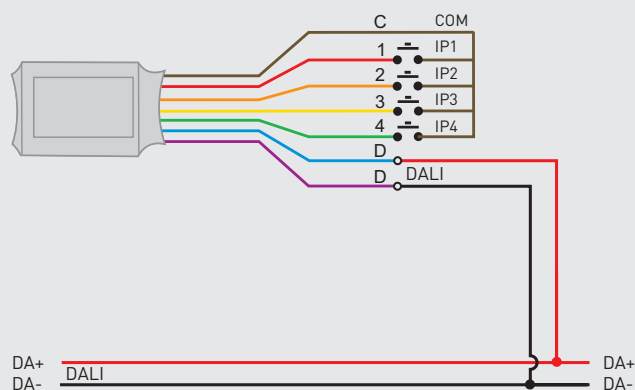 C COM
1 IP1
2 IP2
3 IP3
4 IP4
D
D DALI
DA+ DA+
DALI
DA- DA-